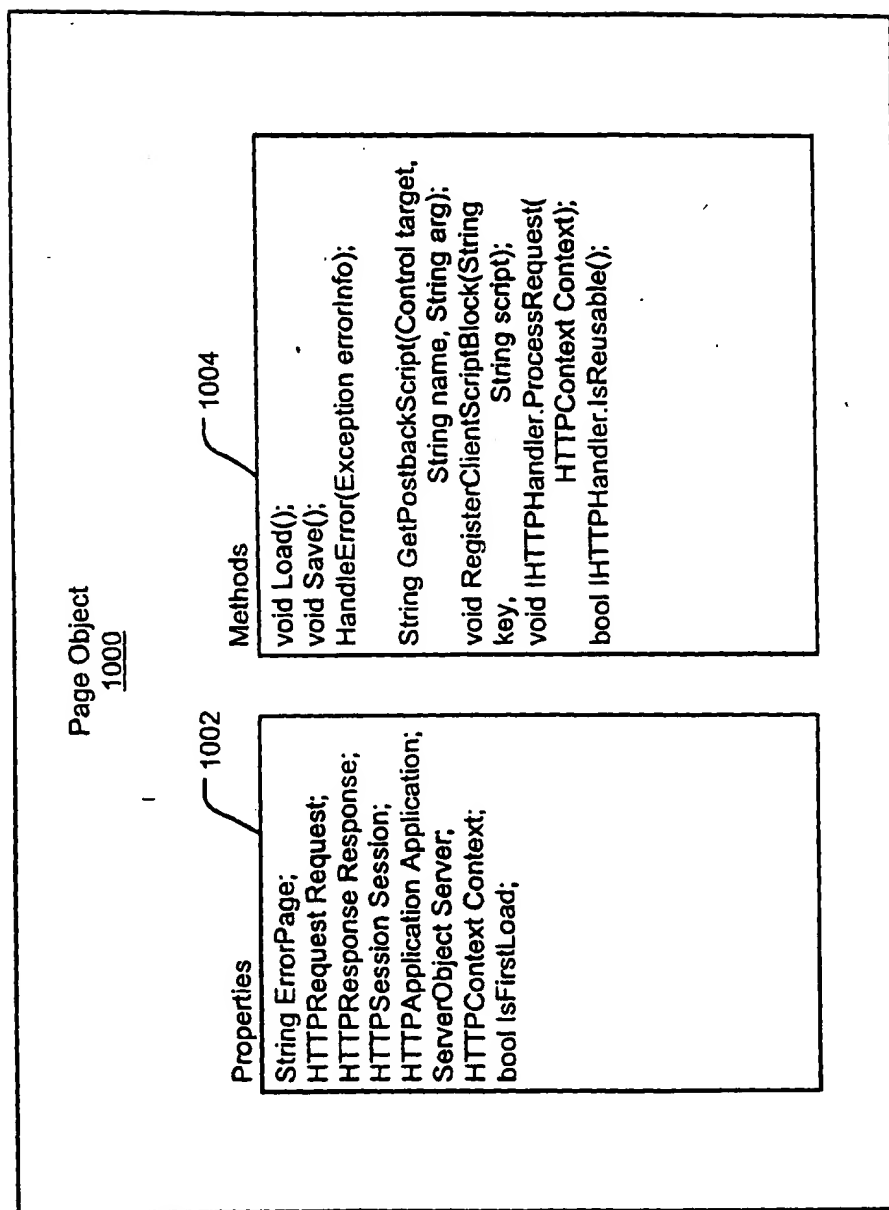 Page Object
1000
Properties
1002
String ErrorPage;
HTTPRequest Request;
HTTPResponse Response;
HTTPSession Session;
HTTPApplication Application;
ServerObject Server;
HTTPContext Context;
bool IsFirstLoad;
Methods
1004
void Load();
void Save();
HandleError(Exception errorInfo);
String GetPostbackScript(Control target,
String name, String arg);
void RegisterClientScriptBlock(String
key,
String script);
void IHTTPHandler.ProcessRequest(
HTTPContext Context);
bool IHTTPHandler.IsReusable();